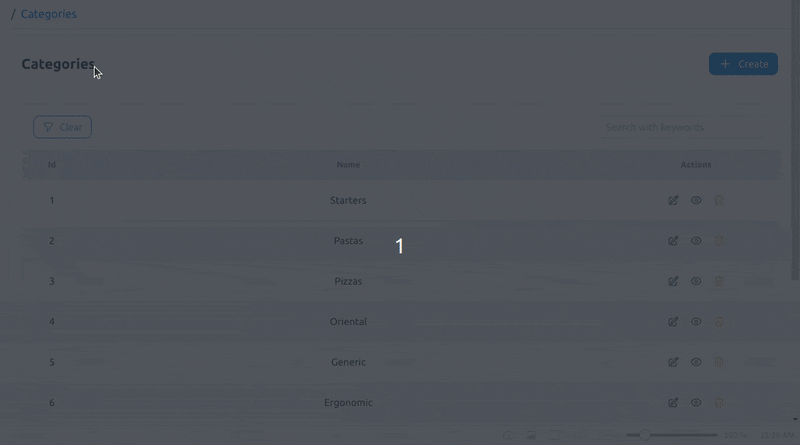 / Categories
Categories
+ Create
Clear
Search with keywords
Id Name Actions
1 Starters
2 Pastas
1
3 Pizzas
4 Oriental
5 Generic
6 Ergonomic